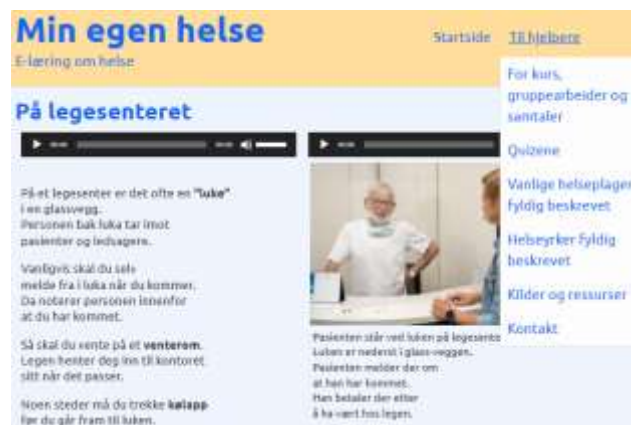 Min egen helse
E-læring om helse
Startside
Til hjelpere
For kurs,
gruppearbeider og
samtaler
Quizene
Vanlige helseplager
fyldig beskrevet
Helseyrker fyldig
beskrevet
Kilder og ressurser
Kontakt
På legesenteret
På et legesenter er det ofte en "luke"
i en glassvegg.
Personen bak luka tar imot
pasienter og ledsagere.
Vanligvis skal du selv
melde fra i luka når du kommer.
Da noterer personen innenfor
at du har kommet.
Så skal du vente på et venterom.
Legen henter deg inn til kontoret
sitt når det passer.
Noen steder må du trekke kølapp
før du går fram til luken.
Pasienten står ved luken på legesente
Luken er nederst i glass-veggen.
Pasienten melder der om
at han har kommet.
Han betaler der etter
å ha vært hos legen.